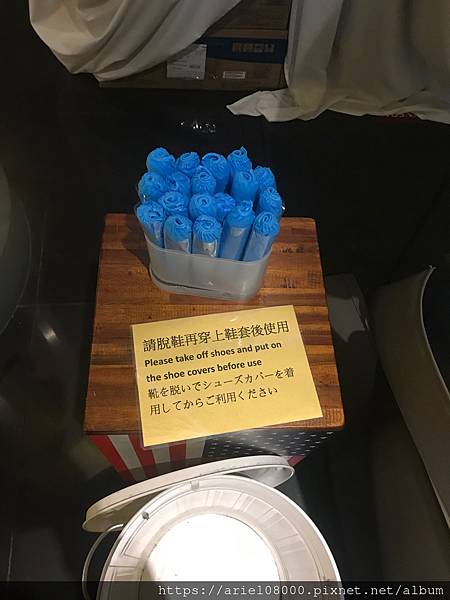 請脫鞋再穿上鞋套後使用
Please take off shoes and put on
the shoe covers before use
靴を脱いでシューズカバーを着
用してからご利用ください
https://ariel08000.pixnet.net/album